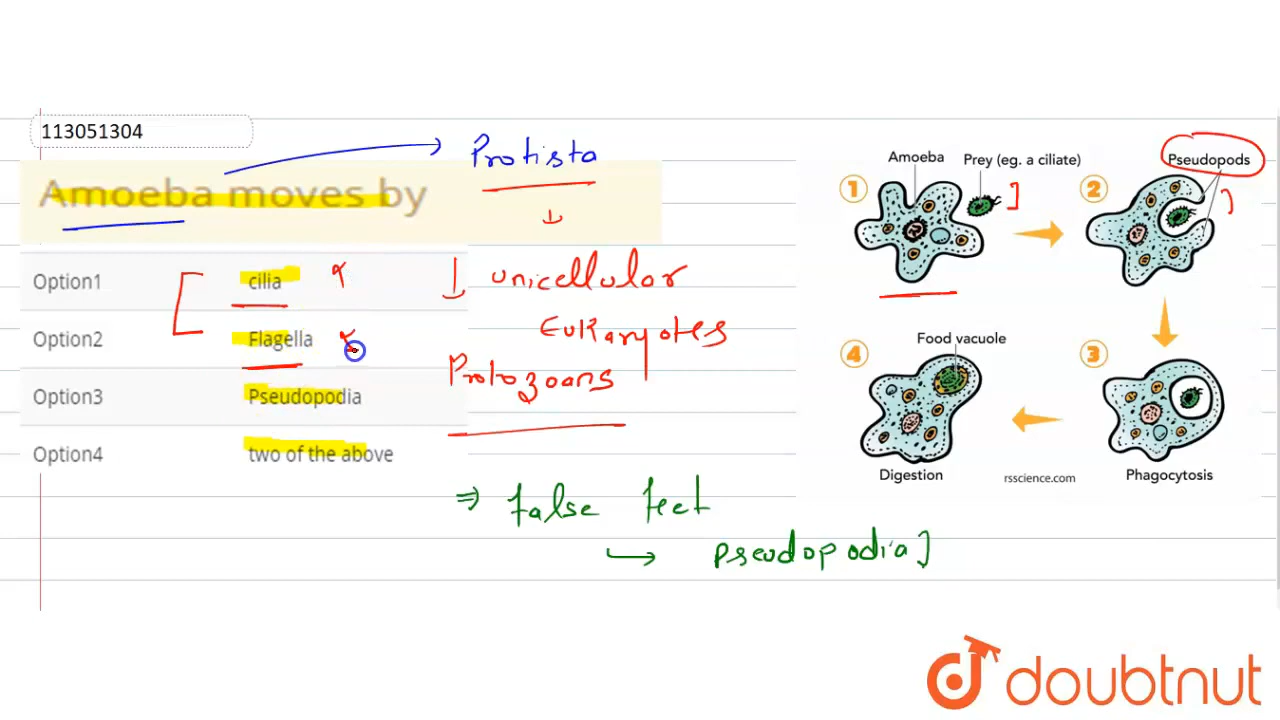 113051304
Amoeba moves by
Option1 cilia
Option2 Flagella
Option3 Pseudopodia
Option4 two of the above
Protista
unicellular
Eukaryotes
Protozoans
⇒ false feet
→ pseudopodia]
Amoeba
Prey (eg. a ciliate)
Pseudopods
1
2
Food vacuole
4
3
Digestion
rsscience.com
Phagocytosis
doubtnut